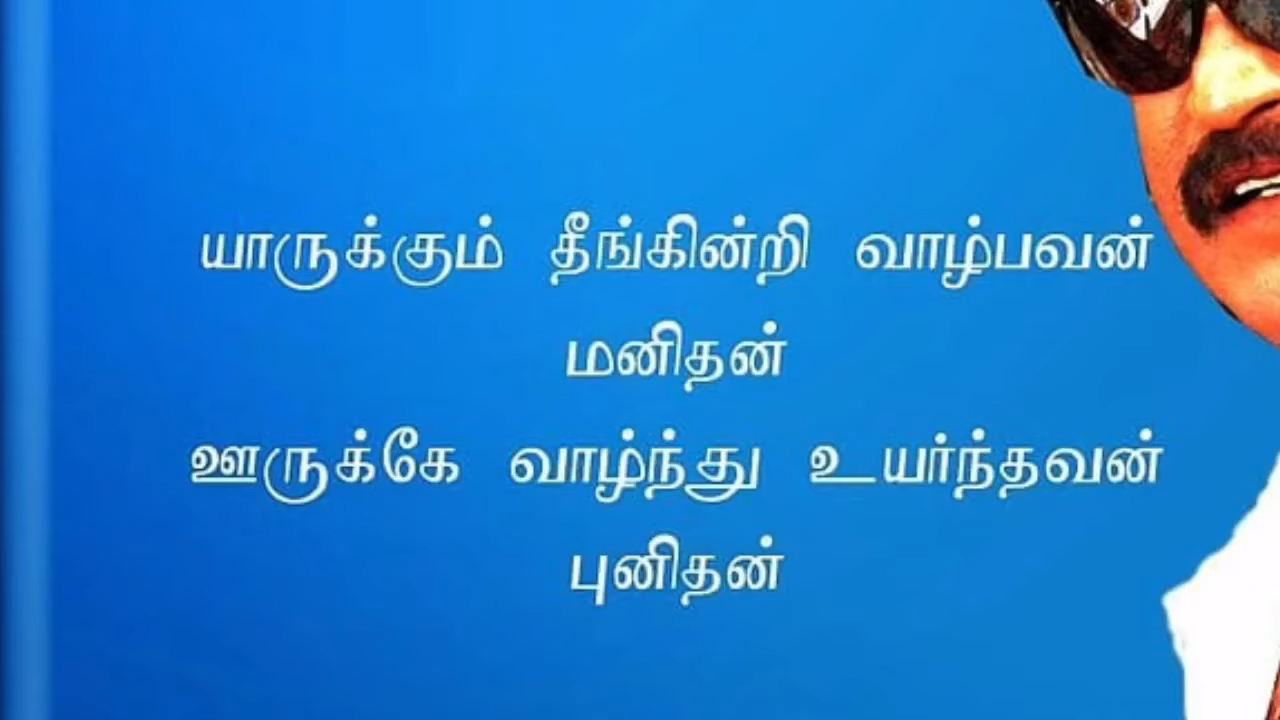 யாருக்கும் தீங்கின்றி வாழ்பவன்
மனிதன்
ஊருக்கே வாழ்ந்து உயர்ந்தவன்
புனிதன்